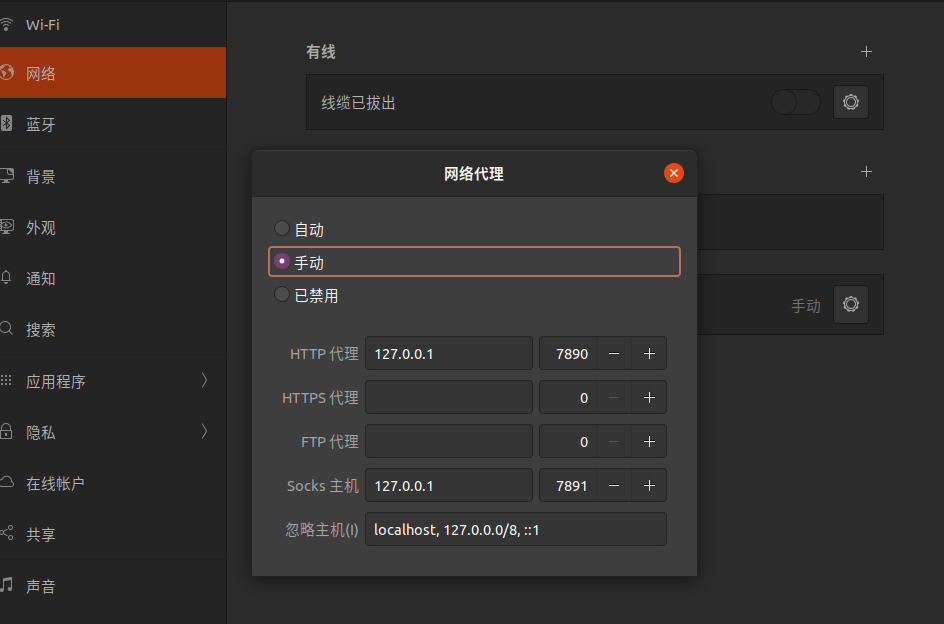 Wi-Fi
网络
蓝牙
背景
外观
通知
搜索
应用程序
隐私
在线帐户
共享
声音
有线
线缆已拔出
手动
网络代理
自动
手动
已禁用
HTTP 代理 127.0.0.1 7890 − +
HTTPS 代理 0 − +
FTP 代理 0 − +
Socks 主机 127.0.0.1 7891 − +
忽略主机(I) localhost, 127.0.0.0/8, ::1